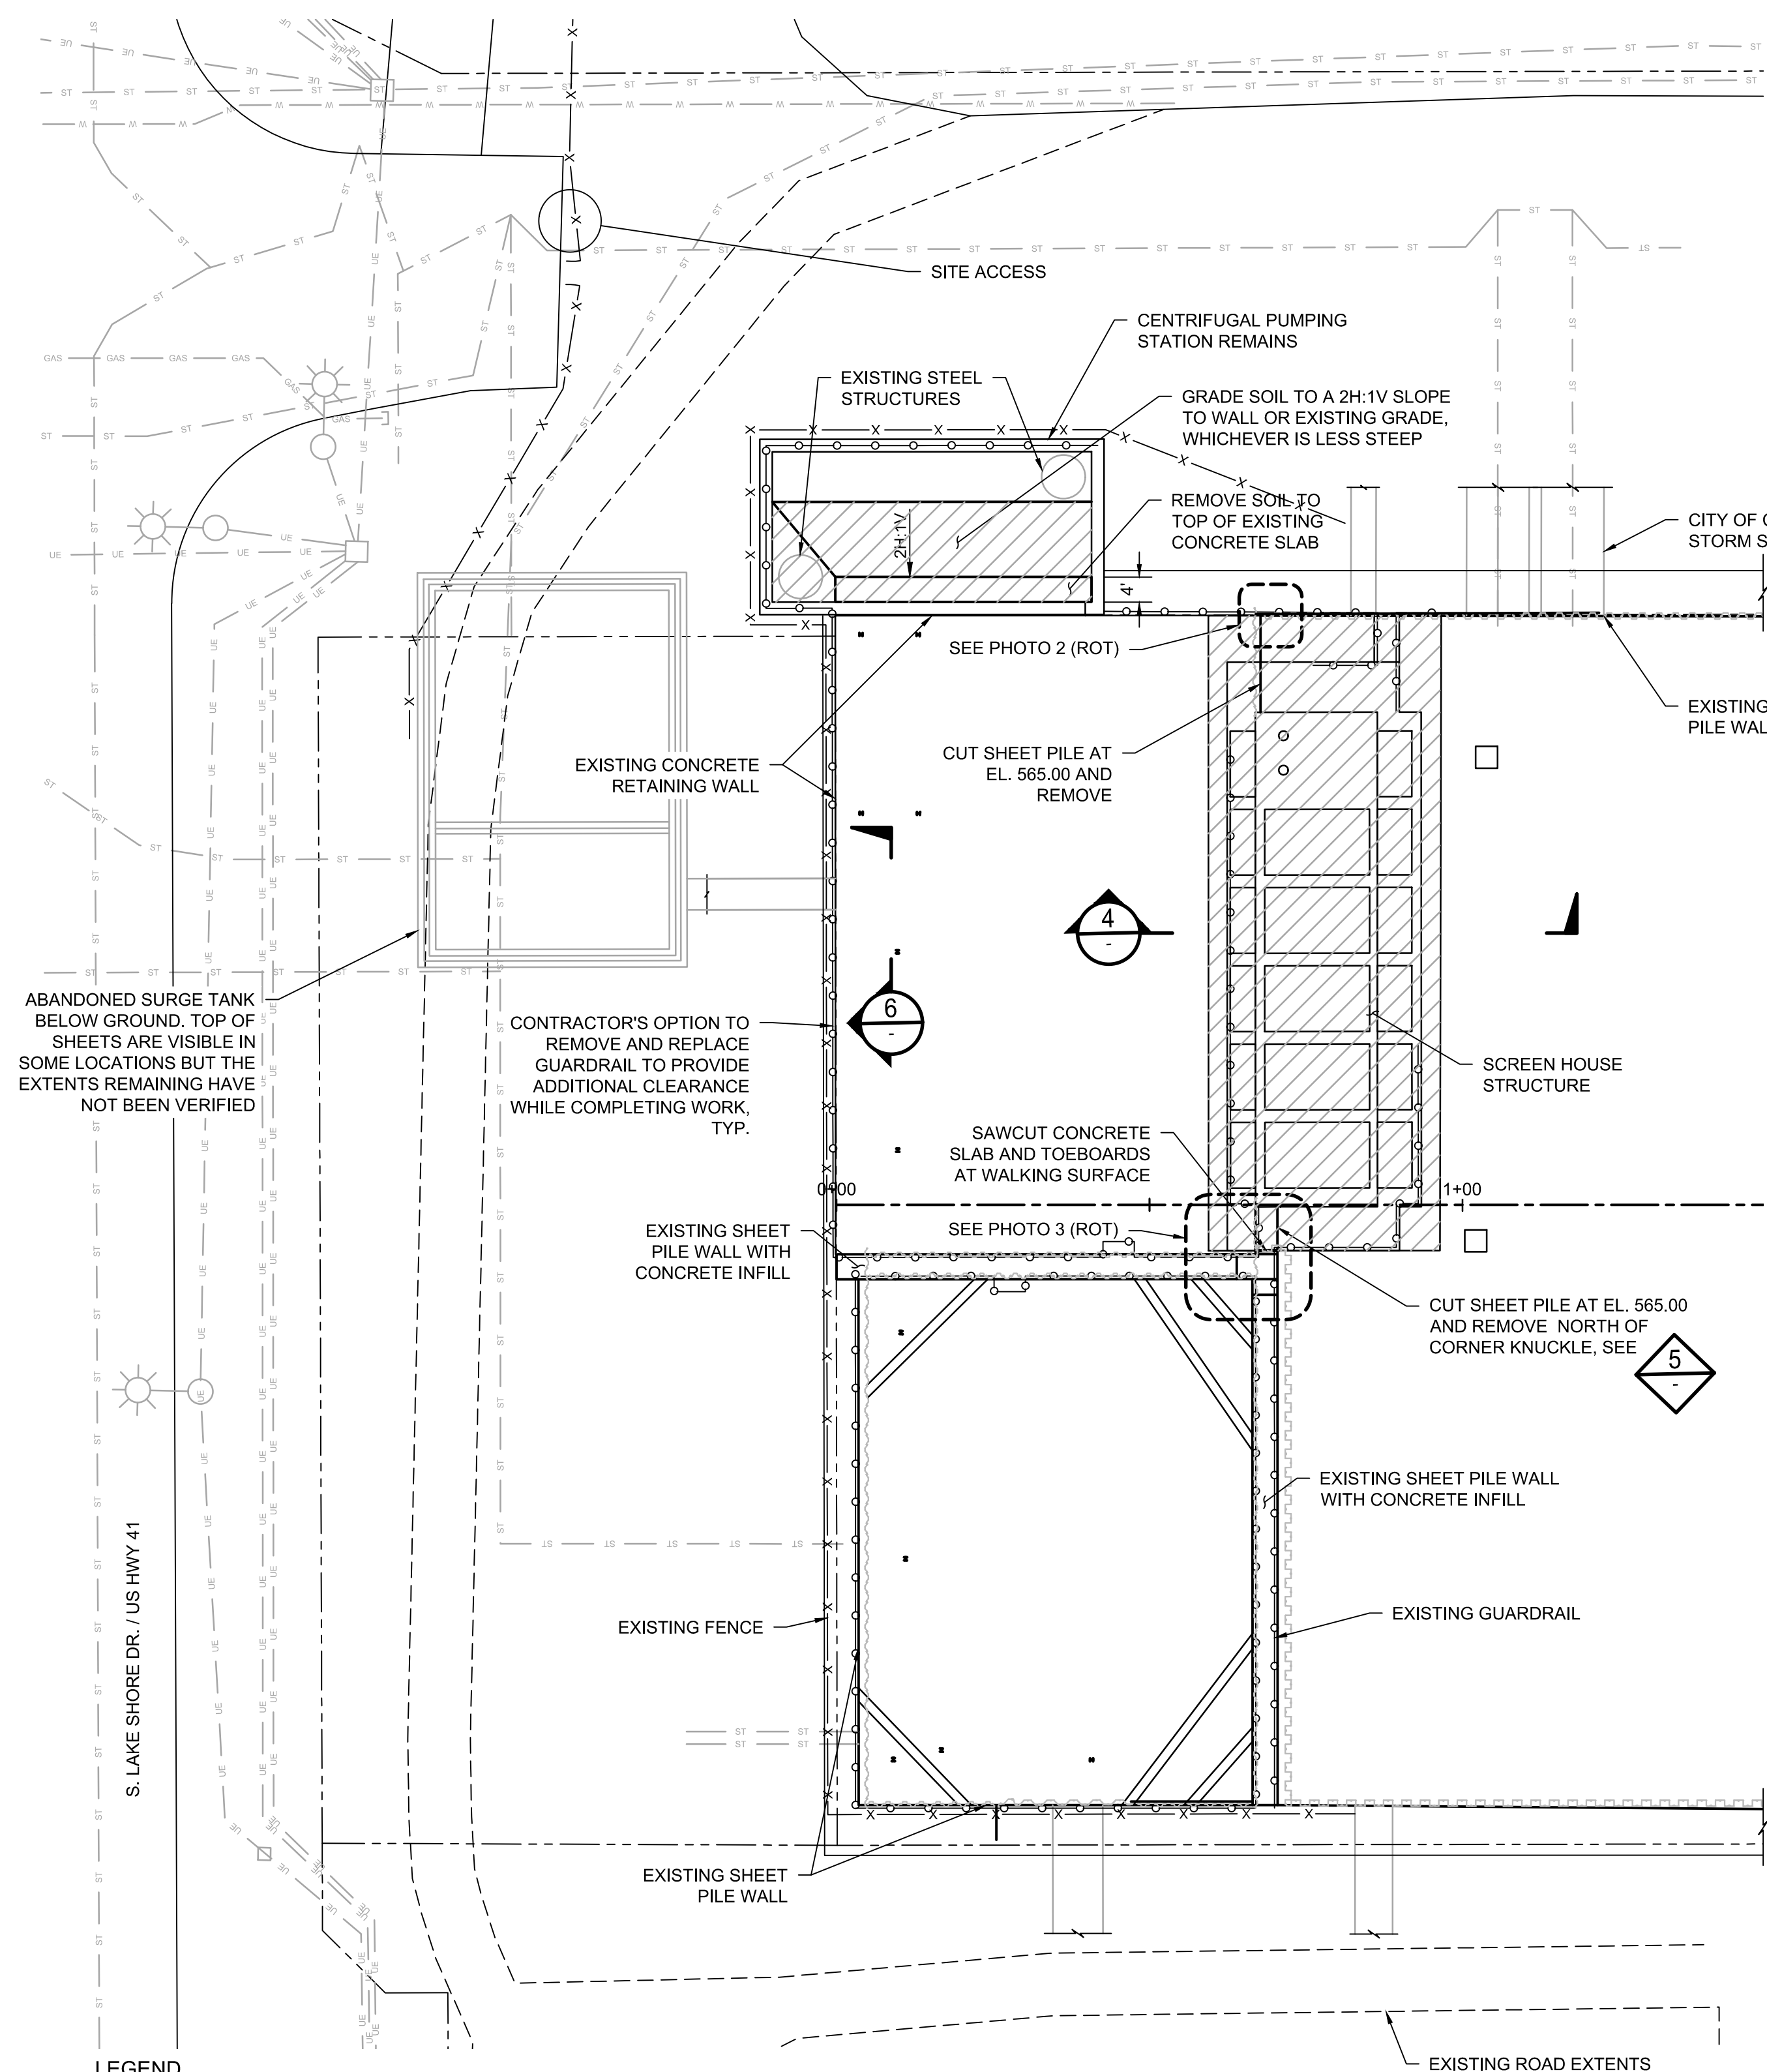 SITE ACCESS
CENTRIFUGAL PUMPING
STATION REMAINS
EXISTING STEEL
STRUCTURES
GRADE SOIL TO A 2H:1V SLOPE
TO WALL OR EXISTING GRADE,
WHICHEVER IS LESS STEEP
REMOVE SOIL TO
TOP OF EXISTING
CONCRETE SLAB
2H:1V
4'
CITY OF
STORM S
SEE PHOTO 2 (ROT)
EXISTING
PILE WAL
CUT SHEET PILE AT
EL. 565.00 AND
REMOVE
EXISTING CONCRETE
RETAINING WALL
4
-
6
-
ABANDONED SURGE TANK
BELOW GROUND. TOP OF
SHEETS ARE VISIBLE IN
SOME LOCATIONS BUT THE
EXTENTS REMAINING HAVE
NOT BEEN VERIFIED
CONTRACTOR'S OPTION TO
REMOVE AND REPLACE
GUARDRAIL TO PROVIDE
ADDITIONAL CLEARANCE
WHILE COMPLETING WORK,
TYP.
SCREEN HOUSE
STRUCTURE
SAWCUT CONCRETE
SLAB AND TOEBOARDS
AT WALKING SURFACE
0+00
1+00
SEE PHOTO 3 (ROT)
EXISTING SHEET
PILE WALL WITH
CONCRETE INFILL
CUT SHEET PILE AT EL. 565.00
AND REMOVE NORTH OF
CORNER KNUCKLE, SEE
5
-
EXISTING SHEET PILE WALL
WITH CONCRETE INFILL
S. LAKE SHORE DR. / US HWY 41
EXISTING FENCE
EXISTING GUARDRAIL
EXISTING SHEET
PILE WALL
EXISTING ROAD EXTENTS
LEGEND